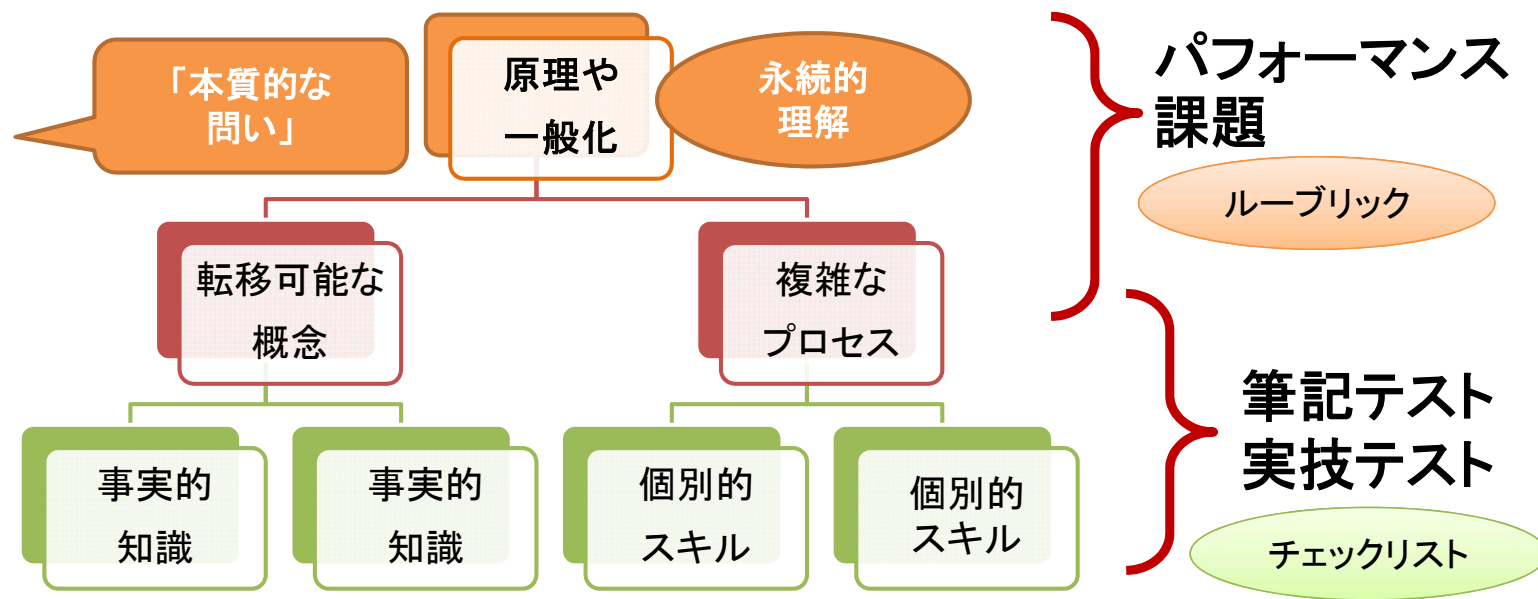 「本質的な
問い」
原理や
一般化
永続的
理解
パフォーマンス
課題
ルーブリック
転移可能な
概念
複雑な
プロセス
筆記テスト
実技テスト
チェックリスト
事実的
知識
事実的
知識
個別的
スキル
個別的
スキル